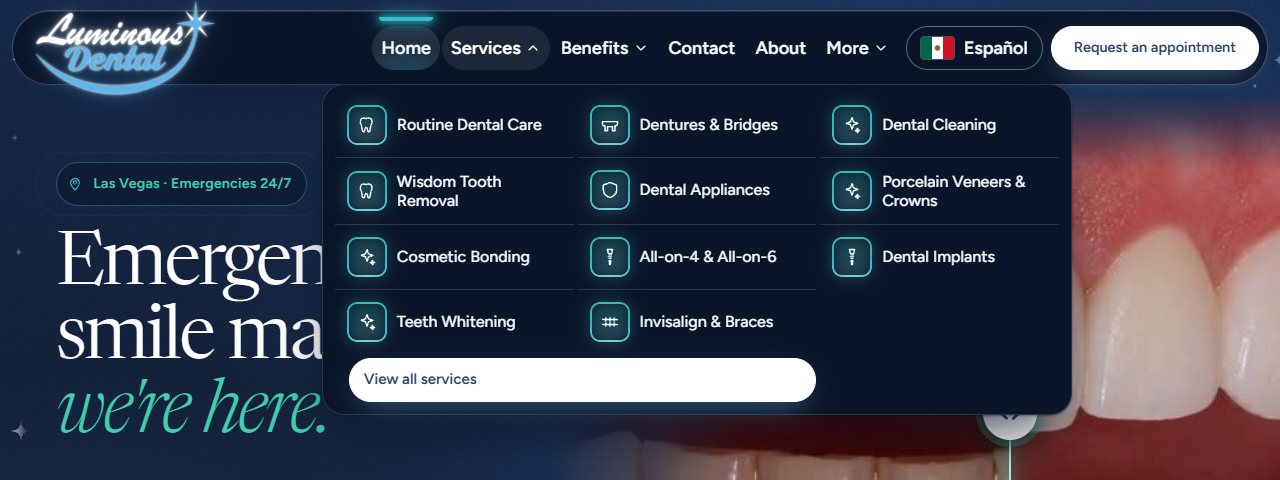 Luminous
Dental
Home
Services
Benefits
Contact
About
More
Español
Request an appointment
Routine Dental Care
Dentures & Bridges
Dental Cleaning
Wisdom Tooth
Removal
Dental Appliances
Porcelain Veneers &
Crowns
Cosmetic Bonding
All-on-4 & All-on-6
Dental Implants
Teeth Whitening
Invisalign & Braces
View all services
Las Vegas · Emergencies 24/7
Emergen
smile ma
we're here.